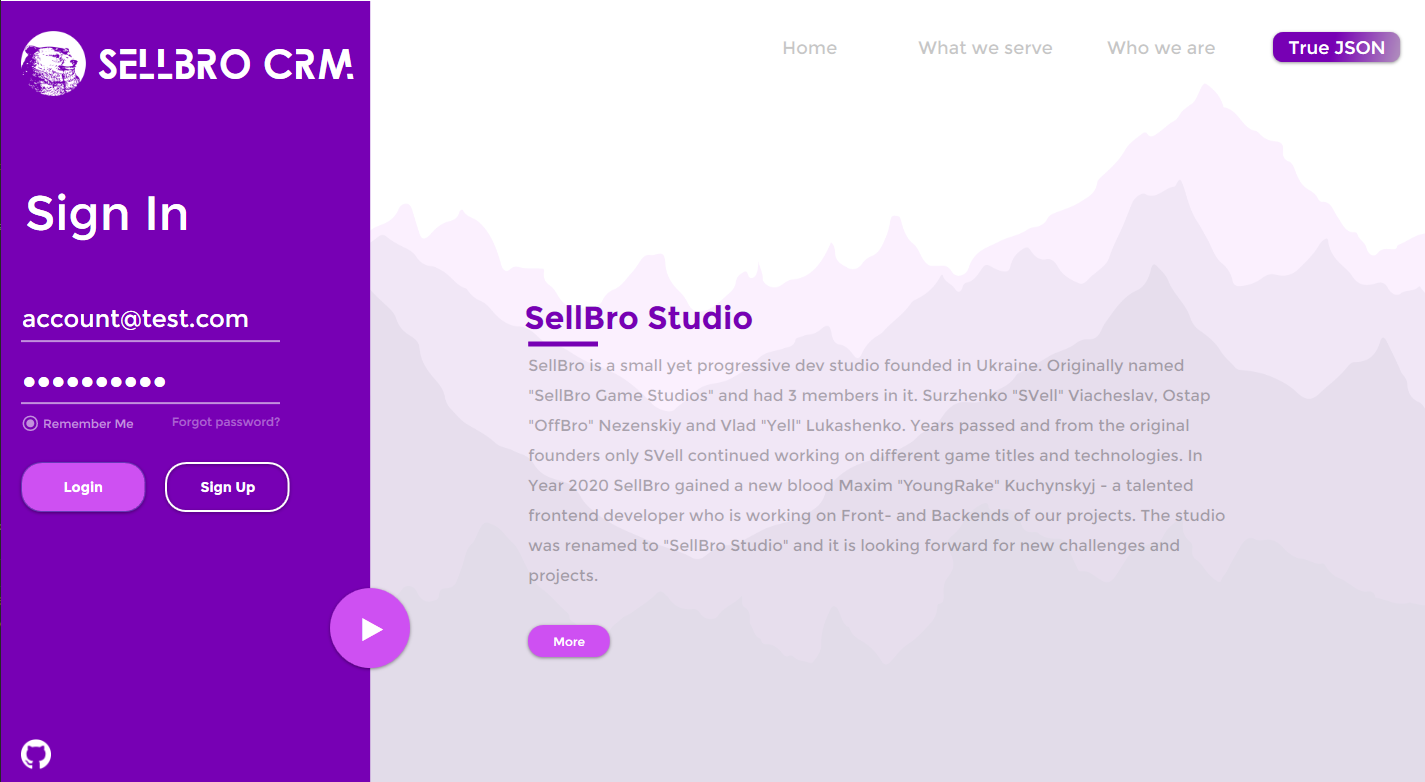 SELLBRO CRM
Home
What we serve
Who we are
True JSON
Sign In
account@test.com
●●●●●●●●●●
Remember Me
Forgot password?
Login
Sign Up
SellBro Studio
SellBro is a small yet progressive dev studio founded in Ukraine. Originally named
"SellBro Game Studios" and had 3 members in it. Surzhenko "SVell" Viacheslav, Ostap
"OffBro" Nezenskiy and Vlad "Yell" Lukashenko. Years passed and from the original
founders only SVell continued working on different game titles and technologies. In
Year 2020 SellBro gained a new blood Maxim "YoungRake" Kuchynskyj - a talented
frontend developer who is working on Front- and Backends of our projects. The studio
was renamed to "SellBro Studio" and it is looking forward for new challenges and
projects.
More